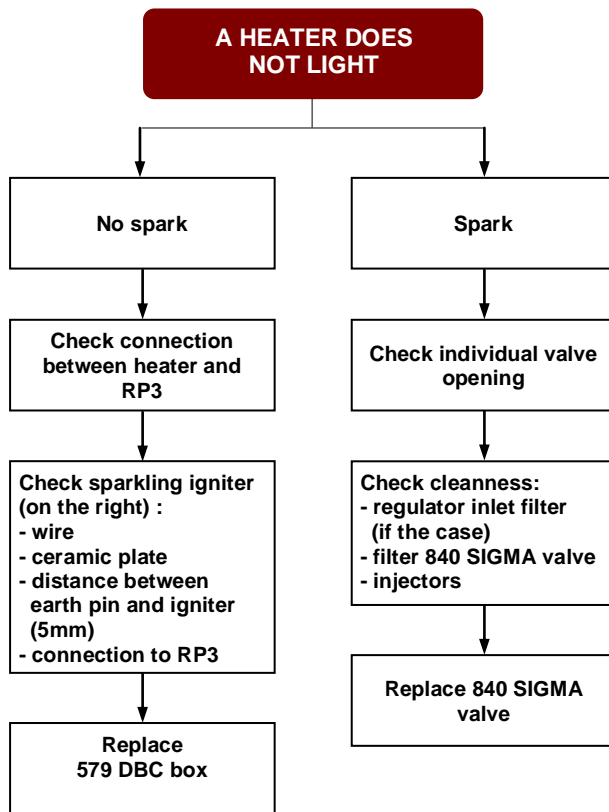 A HEATER DOES
NOT LIGHT
No spark
Spark
Check connection
between heater and
RP3
Check individual valve
opening
Check sparkling igniter
(on the right) :
- wire
- ceramic plate
- distance between
earth pin and igniter
(5mm)
- connection to RP3
Check cleanness:
- regulator inlet filter
(if the case)
- filter 840 SIGMA valve
- injectors
Replace
579 DBC box
Replace 840 SIGMA
valve